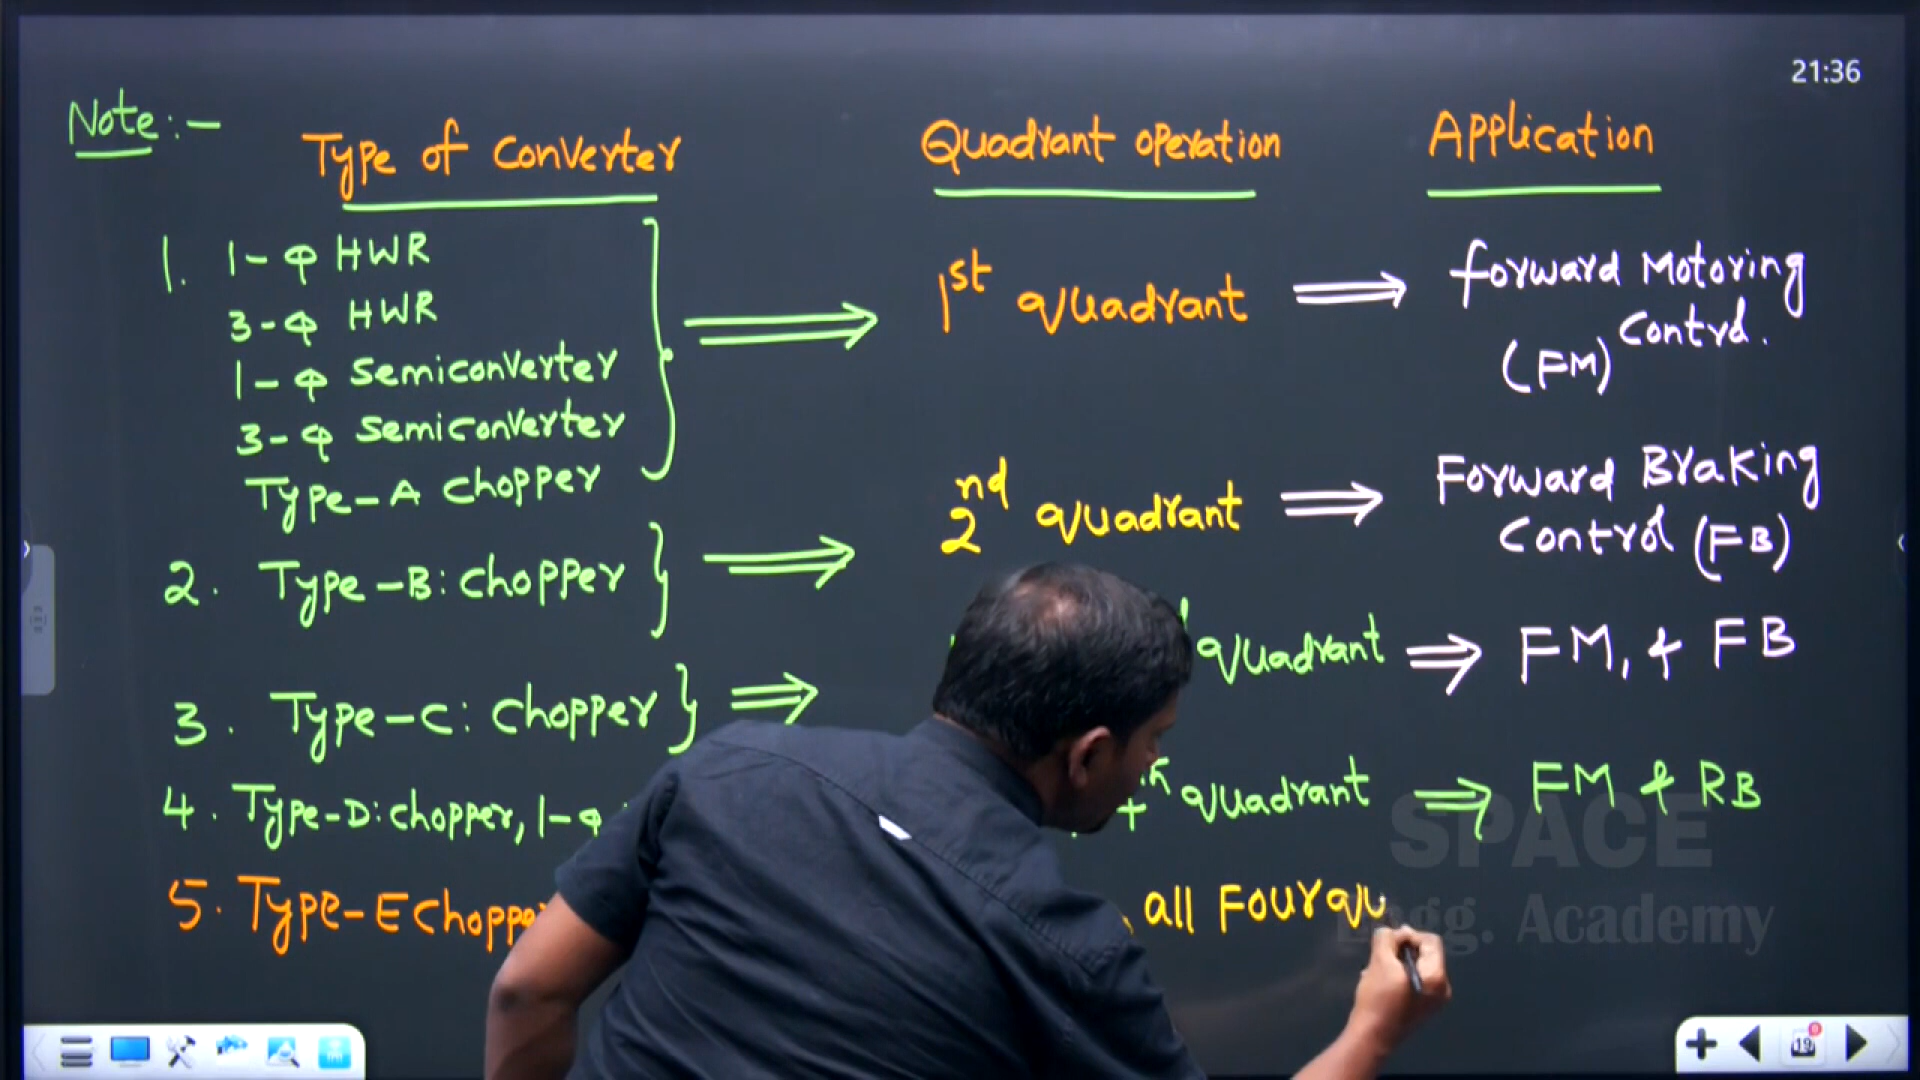 21:36
Note:-
Type of Converter
Quadrant operation
Application
1. 1-φ HWR
3-φ HWR
1-φ Semiconverter
3-φ Semiconverter
Type-A Chopper
1st quadrant
Forward Motoring
Control.
(FM)
2. Type-B: Chopper
2nd quadrant
Forward Braking
Control (FB)
3. Type-C: Chopper
quadrant
FM, & FB
4. Type-D: chopper, 1-φ
quadrant
FM & RB
5. Type-E Chopper
all Four qu
SPACE
Engg. Academy